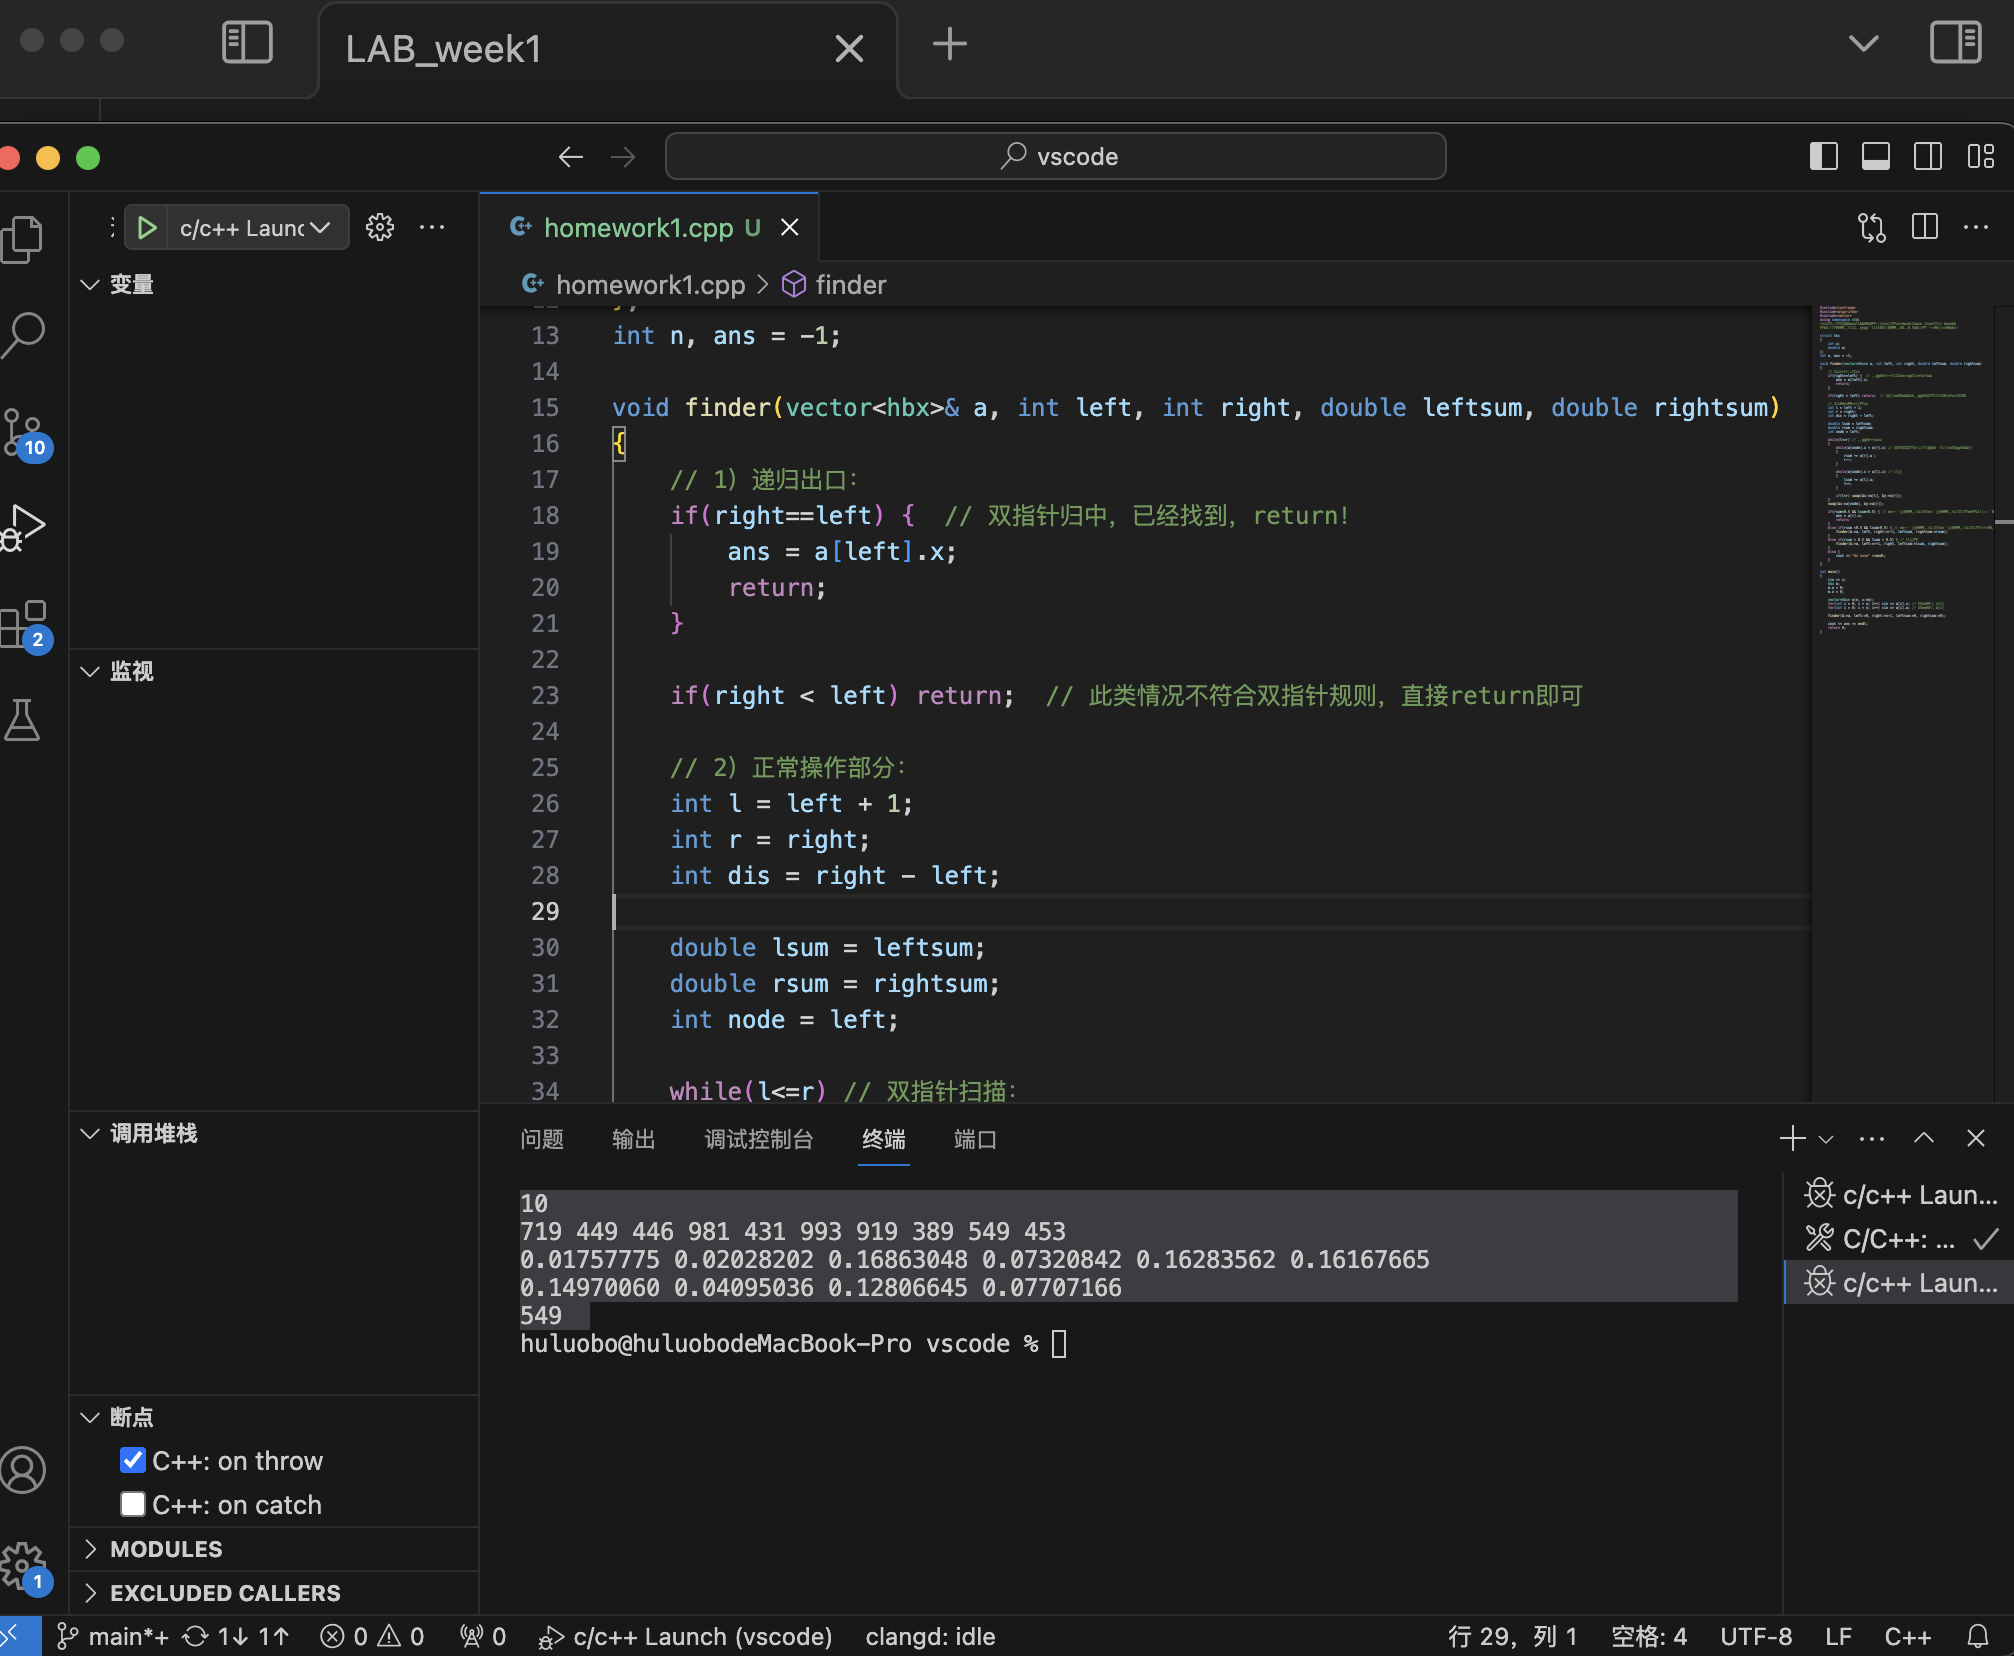 LAB_week1
vscode
c/c++ Launc
homework1.cpp U
homework1.cpp > finder
变量
监视
调用堆栈
断点
C++: on throw
C++: on catch
MODULES
EXCLUDED CALLERS
10
2
1
13 int n, ans = -1;
14
15 void finder(vector<hbx>& a, int left, int right, double leftsum, double rightsum)
16 {
17 // 1）递归出口：
18 if(right==left) { // 双指针归中，已经找到，return！
19 ans = a[left].x;
20 return;
21 }
22
23 if(right < left) return; // 此类情况不符合双指针规则，直接return即可
24
25 // 2）正常操作部分：
26 int l = left + 1;
27 int r = right;
28 int dis = right - left;
29
30 double lsum = leftsum;
31 double rsum = rightsum;
32 int node = left;
33
34 while(l<=r) // 双指针扫描：
问题 输出 调试控制台 终端 端口
10
719 449 446 981 431 993 919 389 549 453
0.01757775 0.02028202 0.16863048 0.07320842 0.16283562 0.16167665
0.14970060 0.04095036 0.12806645 0.07707166
549
huluobo@huluobodeMacBook-Pro vscode %
c/c++ Laun...
C/C++: ...
c/c++ Laun...
main*+ 1↓ 1↑ 0 0 0 c/c++ Launch (vscode) clangd: idle 行 29，列 1 空格: 4 UTF-8 LF C++